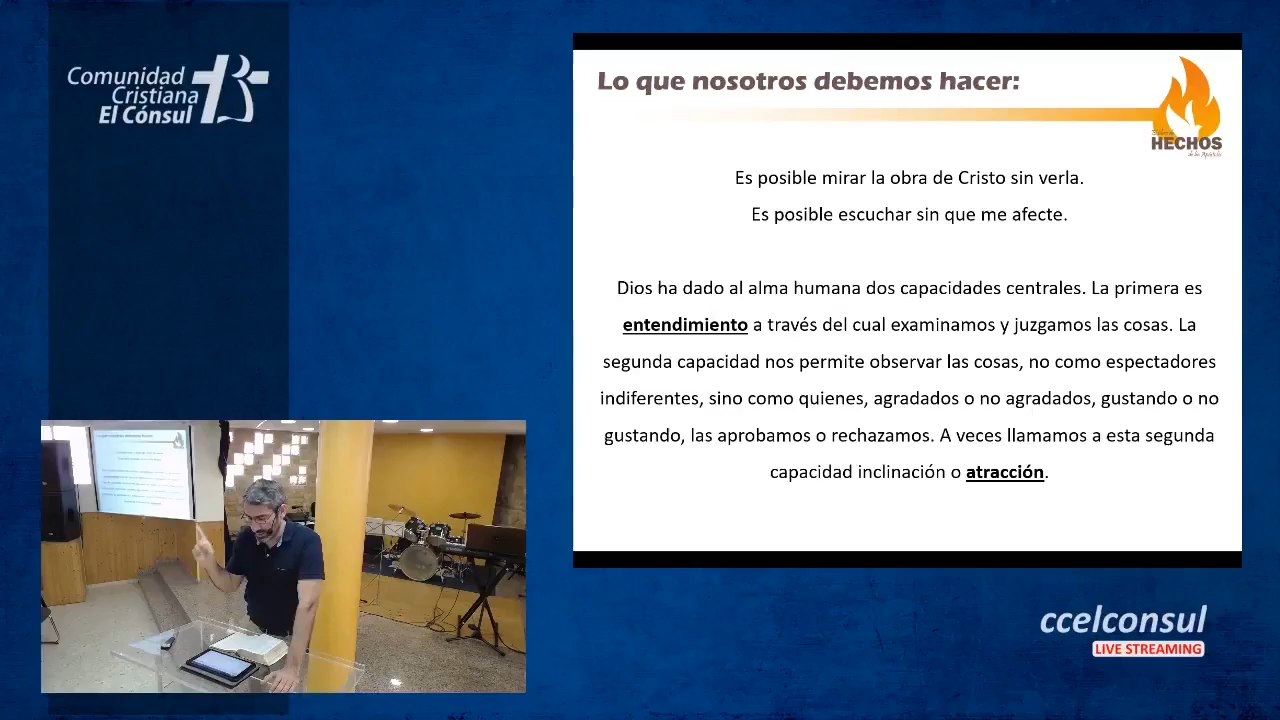 Comunidad
Cristiana
El Cónsul
Lo que nosotros debemos hacer:
HECHOS
de los Apóstoles
Es posible mirar la obra de Cristo sin verla.
Es posible escuchar sin que me afecte.
Dios ha dado al alma humana dos capacidades centrales. La primera es
entendimiento a través del cual examinamos y juzgamos las cosas. La
segunda capacidad nos permite observar las cosas, no como espectadores
indiferentes, sino como quienes, agradados o no agradados, gustando o no
gustando, las aprobamos o rechazamos. A veces llamamos a esta segunda
capacidad inclinación o atracción.
ccelconsul
LIVE STREAMING